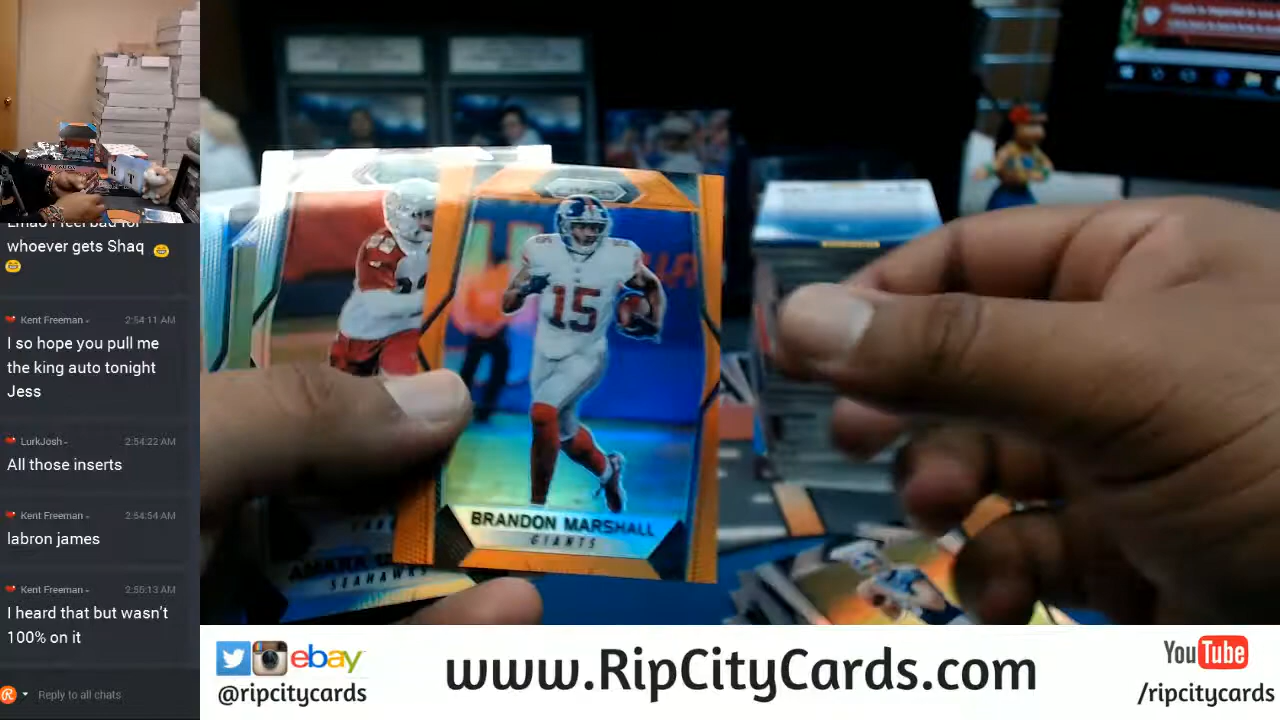 whoever gets Shaq
Kent Freeman -
2:54:11 AM
I so hope you pull me
the king auto tonight
Jess
LurkJosh -
2:54:22 AM
All those inserts
Kent Freeman -
2:54:54 AM
labron james
Kent Freeman -
2:55:13 AM
I heard that but wasn't
100% on it
Reply to all chats
15
BRANDON MARSHALL
GIANTS
SEAHAWKS
ebay
@ripcitycards
www.RipCityCards.com
YouTube
/ripcitycards